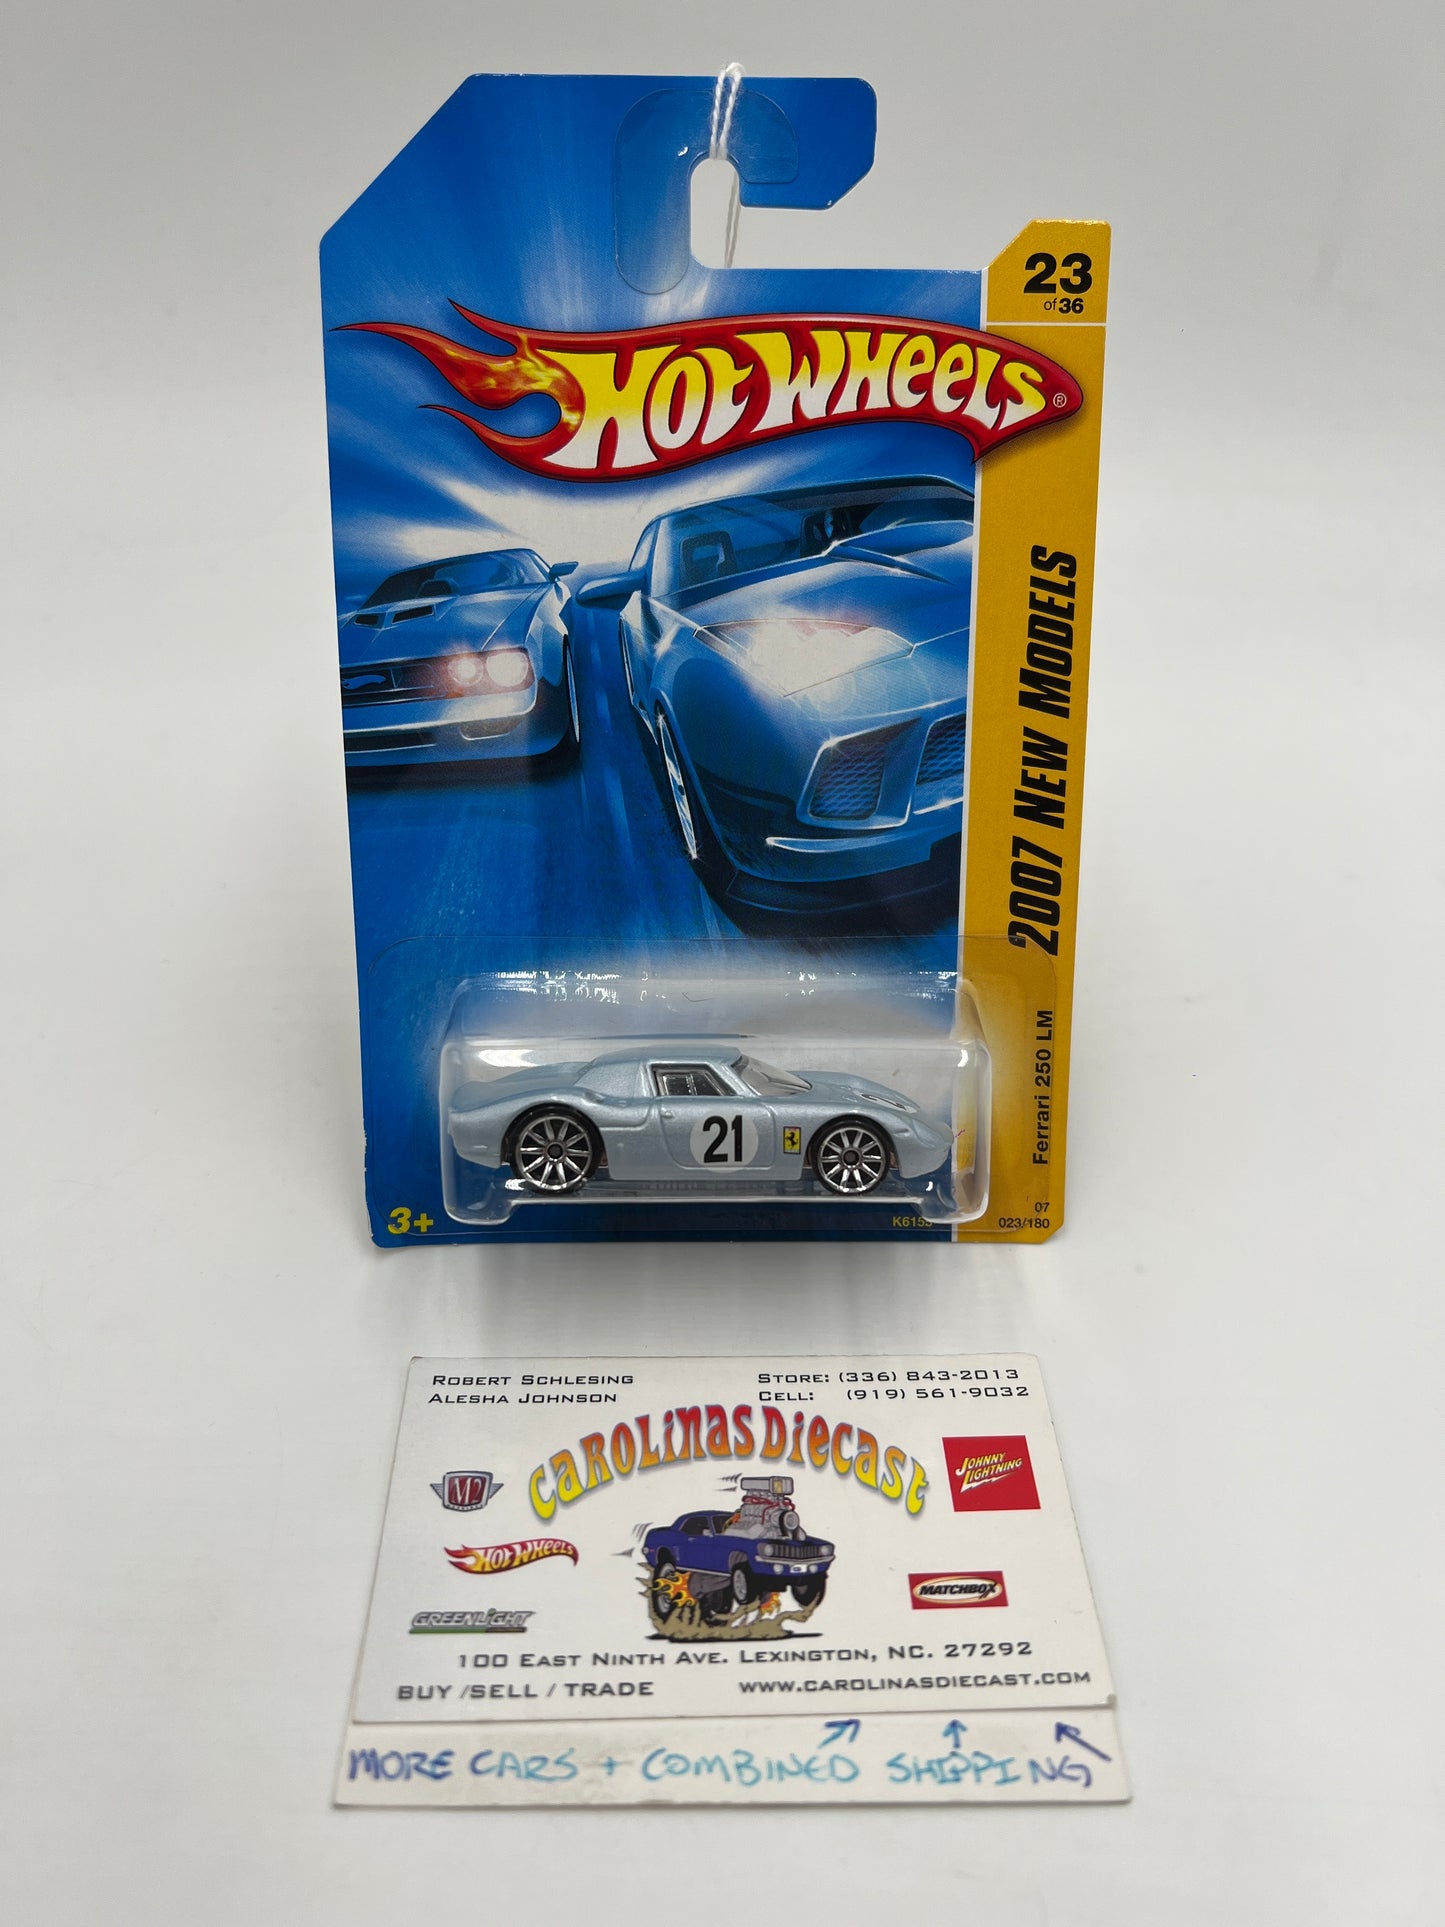 23
of 36
HOT WHEELS ®
2007 NEW MODELS
Ferrari 250 LM
21
3+
K6155
07
023/180
ROBERT SCHLESING
ALESHA JOHNSON
STORE: (336) 843-2013
CELL: (919) 561-9032
CAROLINAS DIECAST
M2
JOHNNY LIGHTNING
HOT WHEELS
MATCHBOX
GREENLIGHT
100 EAST NINTH AVE. LEXINGTON, NC. 27292
BUY /SELL / TRADE
WWW.CAROLINASDIECAST.COM
MORE CARS + COMBINED SHIPPING